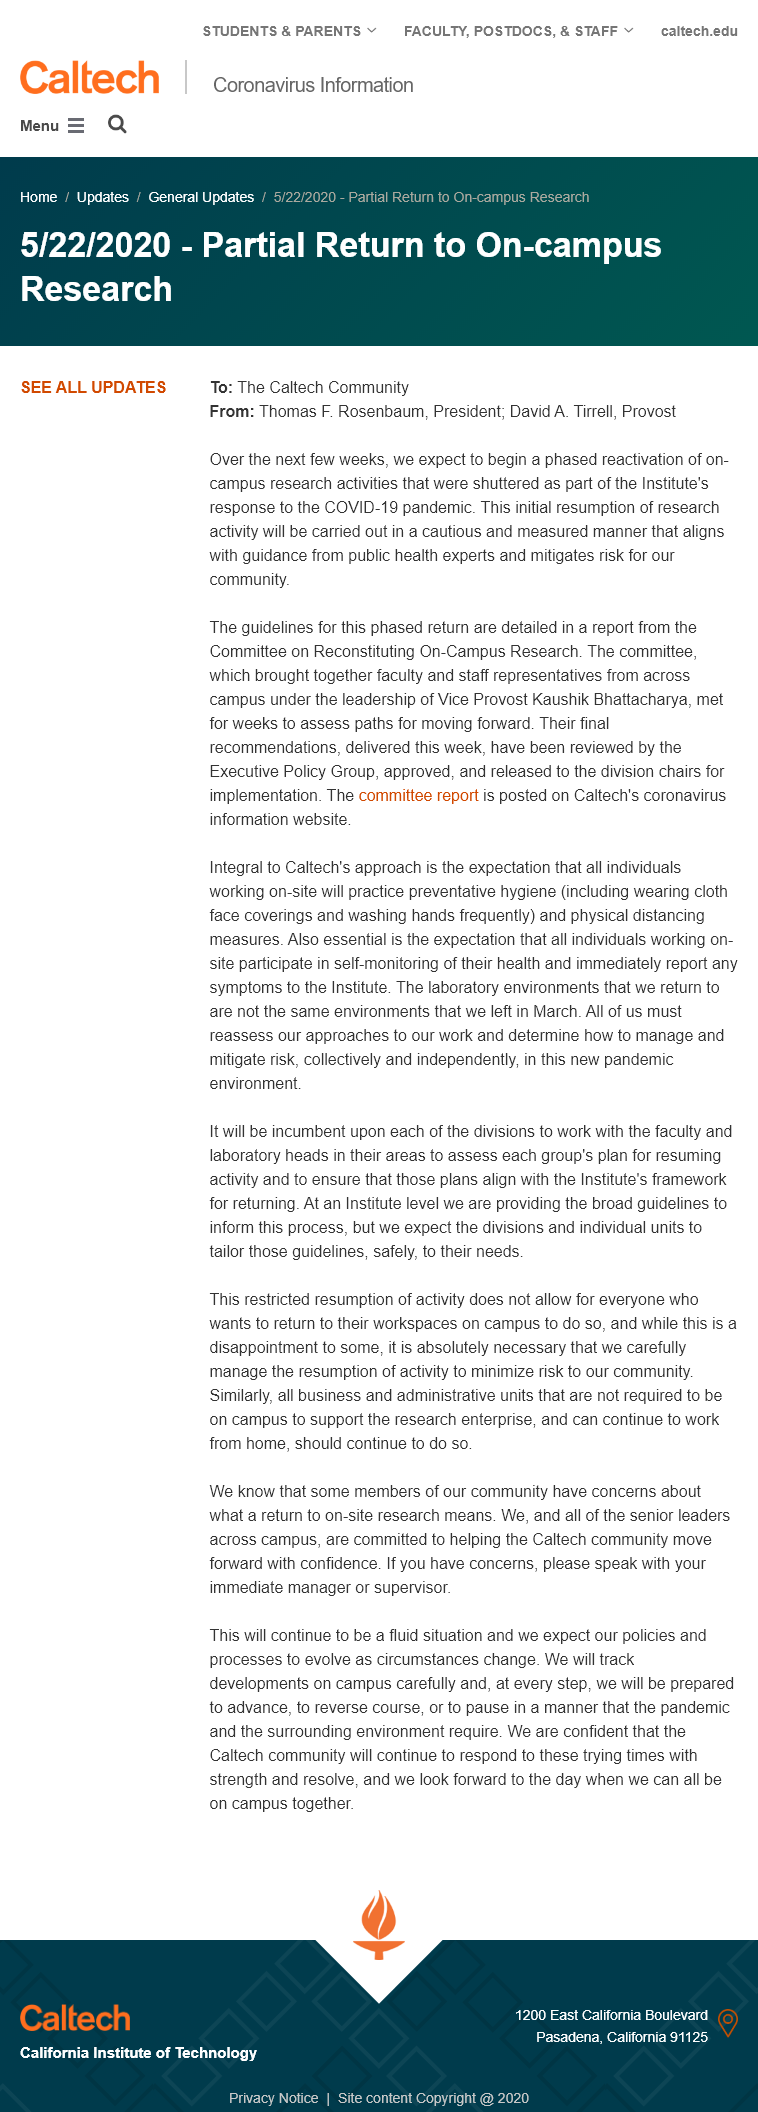 STUDENTS & PARENTS FACULTY, POSTDOCS, & STAFF caltech.edu
Caltech Coronavirus Information
Menu
Home / Updates / General Updates / 5/22/2020 - Partial Return to On-campus Research
5/22/2020 - Partial Return to On-campus
Research
SEE ALL UPDATES
To: The Caltech Community
From: Thomas F. Rosenbaum, President; David A. Tirrell, Provost
Over the next few weeks, we expect to begin a phased reactivation of on-
campus research activities that were shuttered as part of the Institute's
response to the COVID-19 pandemic. This initial resumption of research
activity will be carried out in a cautious and measured manner that aligns
with guidance from public health experts and mitigates risk for our
community.
The guidelines for this phased return are detailed in a report from the
Committee on Reconstituting On-Campus Research. The committee,
which brought together faculty and staff representatives from across
campus under the leadership of Vice Provost Kaushik Bhattacharya, met
for weeks to assess paths for moving forward. Their final
recommendations, delivered this week, have been reviewed by the
Executive Policy Group, approved, and released to the division chairs for
implementation. The committee report is posted on Caltech's coronavirus
information website.
Integral to Caltech's approach is the expectation that all individuals
working on-site will practice preventative hygiene (including wearing cloth
face coverings and washing hands frequently) and physical distancing
measures. Also essential is the expectation that all individuals working on-
site participate in self-monitoring of their health and immediately report any
symptoms to the Institute. The laboratory environments that we return to
are not the same environments that we left in March. All of us must
reassess our approaches to our work and determine how to manage and
mitigate risk, collectively and independently, in this new pandemic
environment.
It will be incumbent upon each of the divisions to work with the faculty and
laboratory heads in their areas to assess each group's plan for resuming
activity and to ensure that those plans align with the Institute's framework
for returning. At an Institute level we are providing the broad guidelines to
inform this process, but we expect the divisions and individual units to
tailor those guidelines, safely, to their needs.
This restricted resumption of activity does not allow for everyone who
wants to return to their workspaces on campus to do so, and while this is a
disappointment to some, it is absolutely necessary that we carefully
manage the resumption of activity to minimize risk to our community.
Similarly, all business and administrative units that are not required to be
on campus to support the research enterprise, and can continue to work
from home, should continue to do so.
We know that some members of our community have concerns about
what a return to on-site research means. We, and all of the senior leaders
across campus, are committed to helping the Caltech community move
forward with confidence. If you have concerns, please speak with your
immediate manager or supervisor.
This will continue to be a fluid situation and we expect our policies and
processes to evolve as circumstances change. We will track
developments on campus carefully and, at every step, we will be prepared
to advance, to reverse course, or to pause in a manner that the pandemic
and the surrounding environment require. We are confident that the
Caltech community will continue to respond to these trying times with
strength and resolve, and we look forward to the day when we can all be
on campus together.
Caltech
California Institute of Technology
1200 East California Boulevard
Pasadena, California 91125
Privacy Notice | Site content Copyright @ 2020